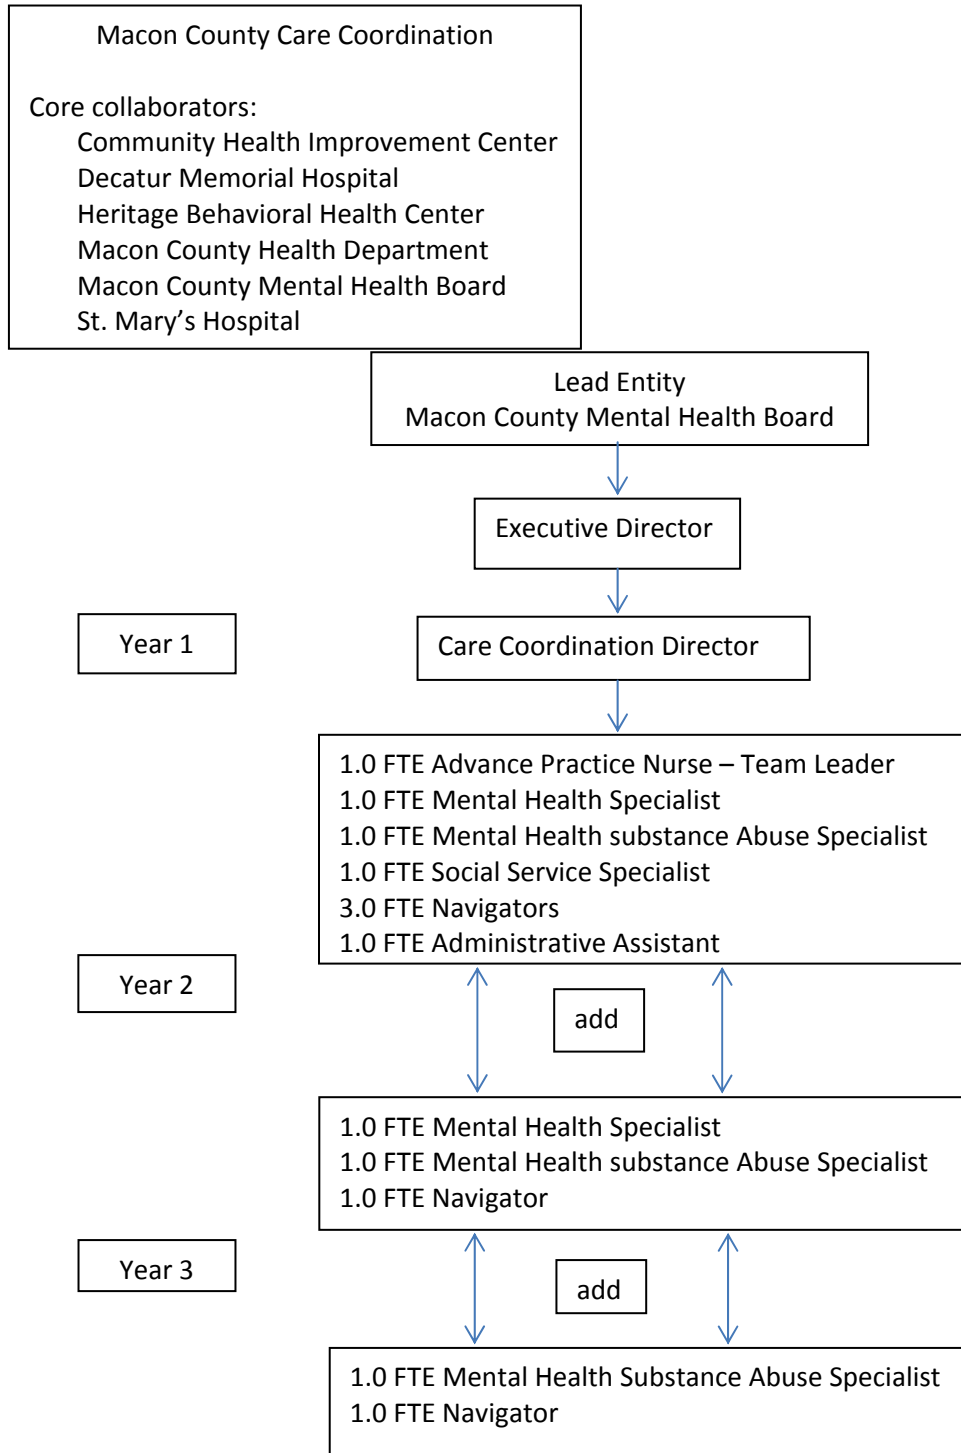 Macon County Care Coordination
Core collaborators:
Community Health Improvement Center
Decatur Memorial Hospital
Heritage Behavioral Health Center
Macon County Health Department
Macon County Mental Health Board
St. Mary’s Hospital
Lead Entity
Macon County Mental Health Board
Executive Director
Year 1
Care Coordination Director
1.0 FTE Advance Practice Nurse – Team Leader
1.0 FTE Mental Health Specialist
1.0 FTE Mental Health substance Abuse Specialist
1.0 FTE Social Service Specialist
3.0 FTE Navigators
1.0 FTE Administrative Assistant
Year 2
add
1.0 FTE Mental Health Specialist
1.0 FTE Mental Health substance Abuse Specialist
1.0 FTE Navigator
Year 3
add
1.0 FTE Mental Health Substance Abuse Specialist
1.0 FTE Navigator